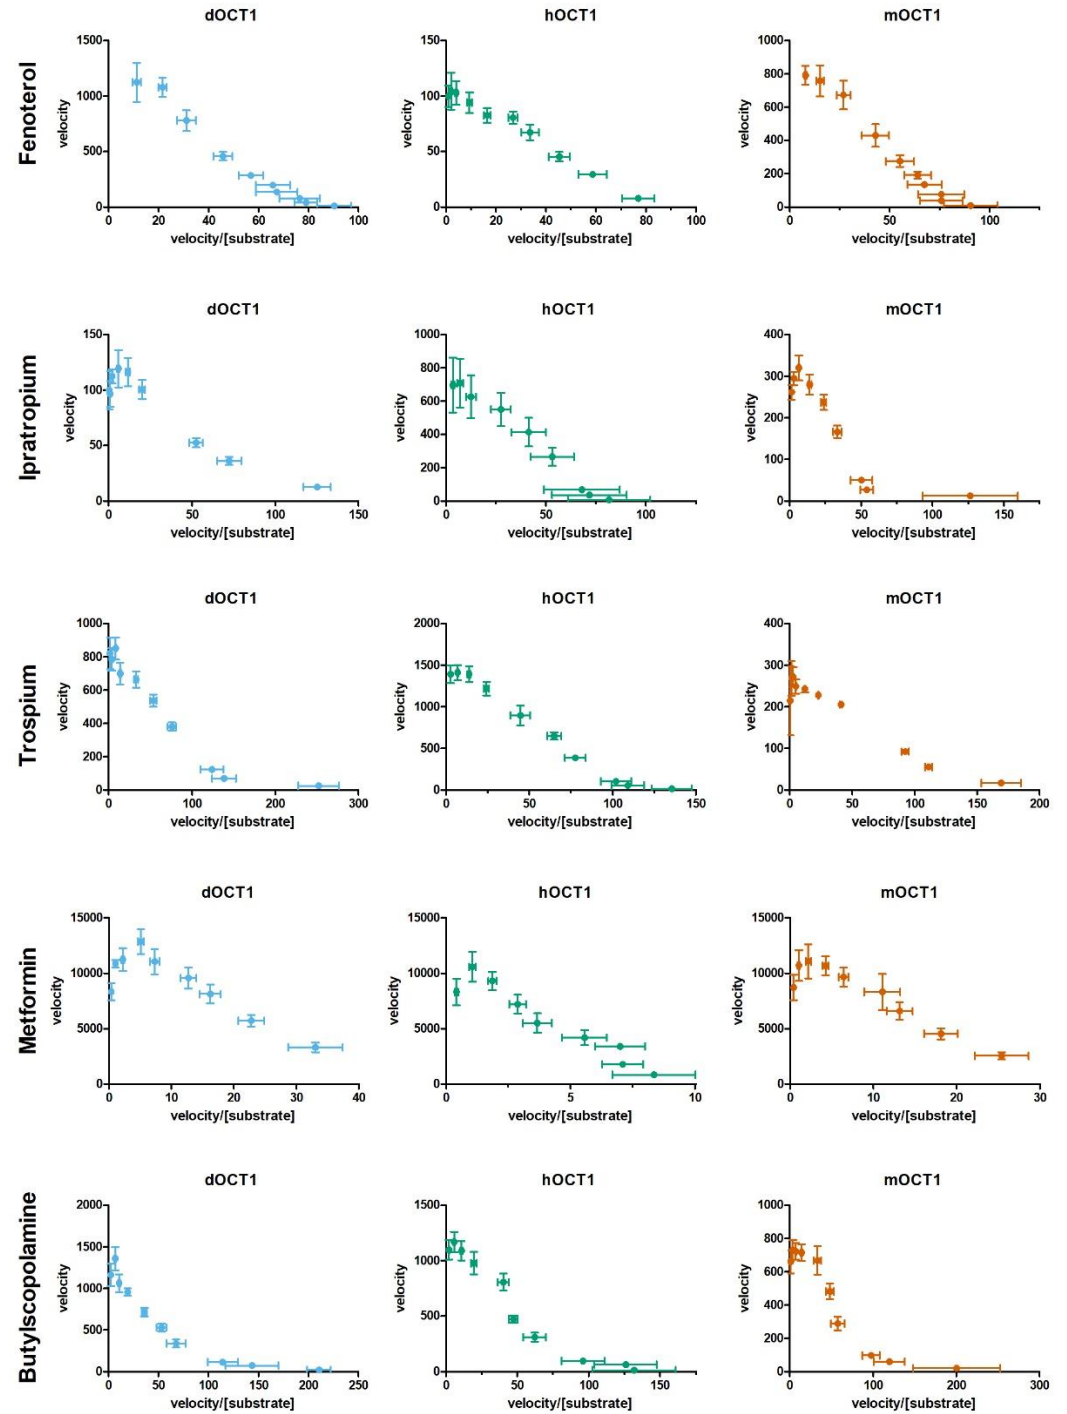 dOCT1 hOCT1 mOCT1
Fenoterol
velocity velocity velocity
1500 1000 500 0
150 100 50 0
1000 800 600 400 200 0
0 20 40 60 80 100
0 20 40 60 80 100
0 50 100
velocity/[substrate] velocity/[substrate] velocity/[substrate]
dOCT1 hOCT1 mOCT1
Ipratropium
velocity velocity velocity
150 100 50 0
1000 800 600 400 200 0
400 300 200 100 0
0 50 100 150
0 50 100
0 50 100 150
velocity/[substrate] velocity/[substrate] velocity/[substrate]
dOCT1 hOCT1 mOCT1
Trospium
velocity velocity velocity
1000 800 600 400 200 0
2000 1500 1000 500 0
400 300 200 100 0
0 100 200 300
0 50 100 150
0 50 100 150 200
velocity/[substrate] velocity/[substrate] velocity/[substrate]
dOCT1 hOCT1 mOCT1
Metformin
velocity velocity velocity
15000 10000 5000 0
15000 10000 5000 0
15000 10000 5000 0
0 10 20 30 40
0 5 10
0 10 20 30
velocity/[substrate] velocity/[substrate] velocity/[substrate]
dOCT1 hOCT1 mOCT1
Butylscopolamine
velocity velocity velocity
2000 1500 1000 500 0
1500 1000 500 0
1000 800 600 400 200 0
0 50 100 150 200 250
0 50 100 150
0 100 200 300
velocity/[substrate] velocity/[substrate] velocity/[substrate]